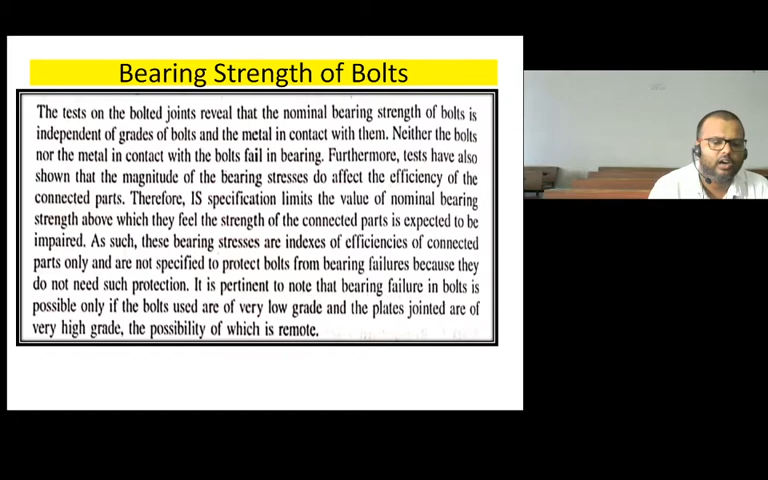 Bearing Strength of Bolts
The tests on the bolted joints reveal that the nominal bearing strength of bolts is
independent of grades of bolts and the metal in contact with them. Neither the bolts
nor the metal in contact with the bolts fail in bearing. Furthermore, tests have also
shown that the magnitude of the bearing stresses do affect the efficiency of the
connected parts. Therefore, IS specification limits the value of nominal bearing
strength above which they feel the strength of the connected parts is expected to be
impaired. As such, these bearing stresses are indexes of efficiencies of connected
parts only and are not specified to protect bolts from bearing failures because they
do not need such protection. It is pertinent to note that bearing failure in bolts is
possible only if the bolts used are of very low grade and the plates jointed are of
very high grade, the possibility of which is remote.